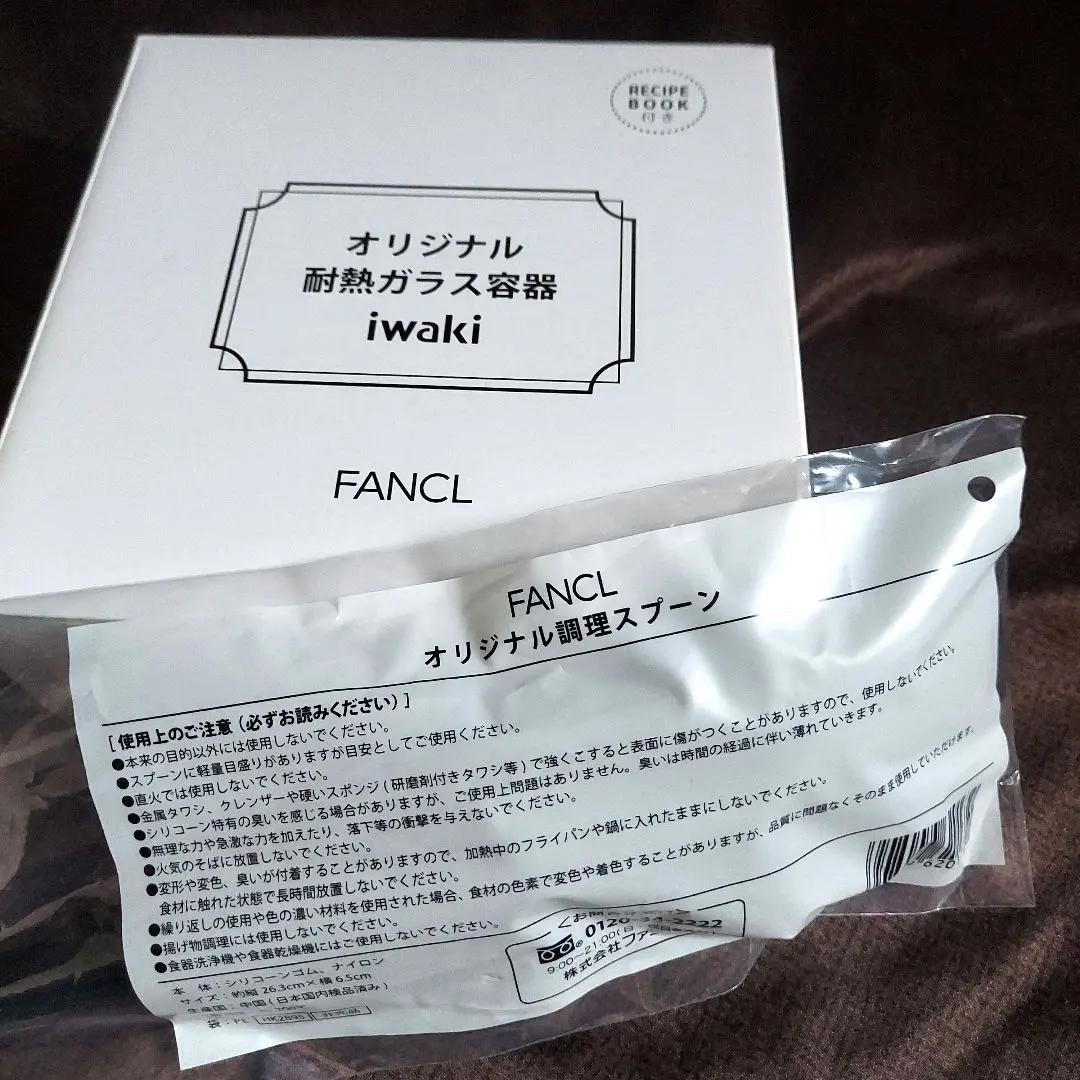 RECIPE
BOOK
付き
オリジナル
耐熱ガラス容器
iwaki
FANCL
FANCL
オリジナル調理スプーン
[使用上のご注意(必ずお読みください)]
●本来の目的以外には使用しないでください。
●スプーンに軽量目盛りがありますが目安としてご使用ください。
●直火では使用しないでください。
●金属タワシ、クレンザーや硬いスポンジ(研磨剤付きタワシ等)で強くこすると表面に傷がつくことがありますので、使用しないでください。
●シリコーン特有の臭いを感じる場合がありますが、ご使用上問題はありません。臭いは時間の経過に伴い薄れていきます。
●無理な力や急激な力を加えたり、落下等の衝撃を与えないでください。
●火気のそばに放置しないでください。
●変形や変色、臭いが付着することがありますので、加熱中のフライパンや鍋に入れたままにしないでください。
食材に触れた状態で長時間放置しないでください。
●繰り返しの使用や色の濃い材料を使用された場合、食材の色素で変色や着色することがありますが、品質に問題なくそのまま使用していただけます。
●揚げ物調理には使用しないでください。
●食器洗浄機や食器乾燥機にはご使用しないでください。
本 体:シリコーンゴム、ナイロン
サイズ:約縦26.3cm×横6.5cm
生産国:中国(日本国内検品済み)
袋:PE HK2895 非売品
<お問
0120-
9:00~21:00(日
株式会社ファン
620